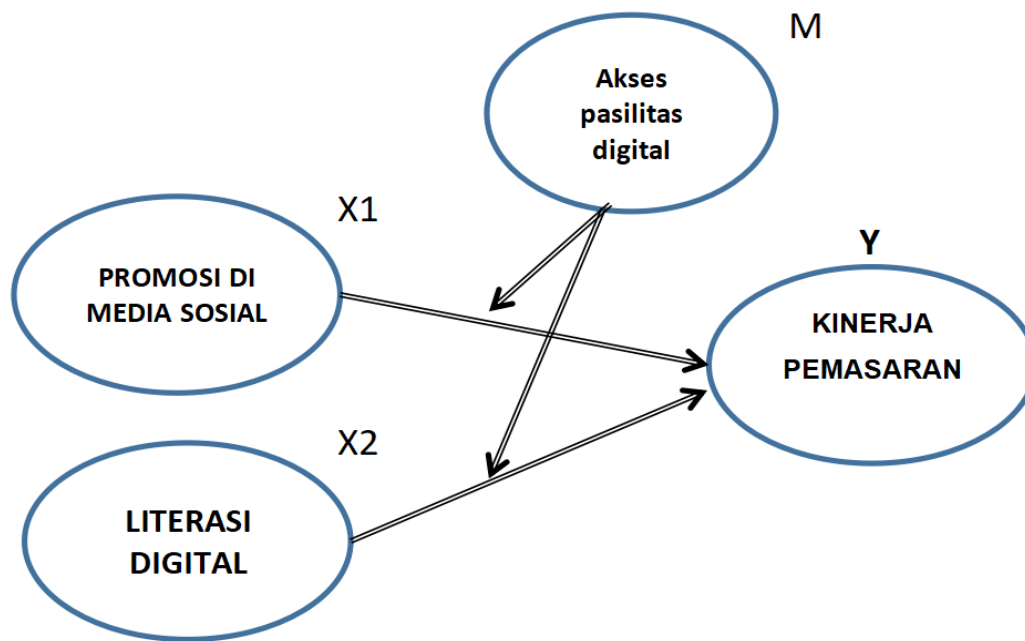 M
Akses
pasilitas
digital
X1
PROMOSI DI
MEDIA SOSIAL
Y
KINERJA
PEMASARAN
X2
LITERASI
DIGITAL